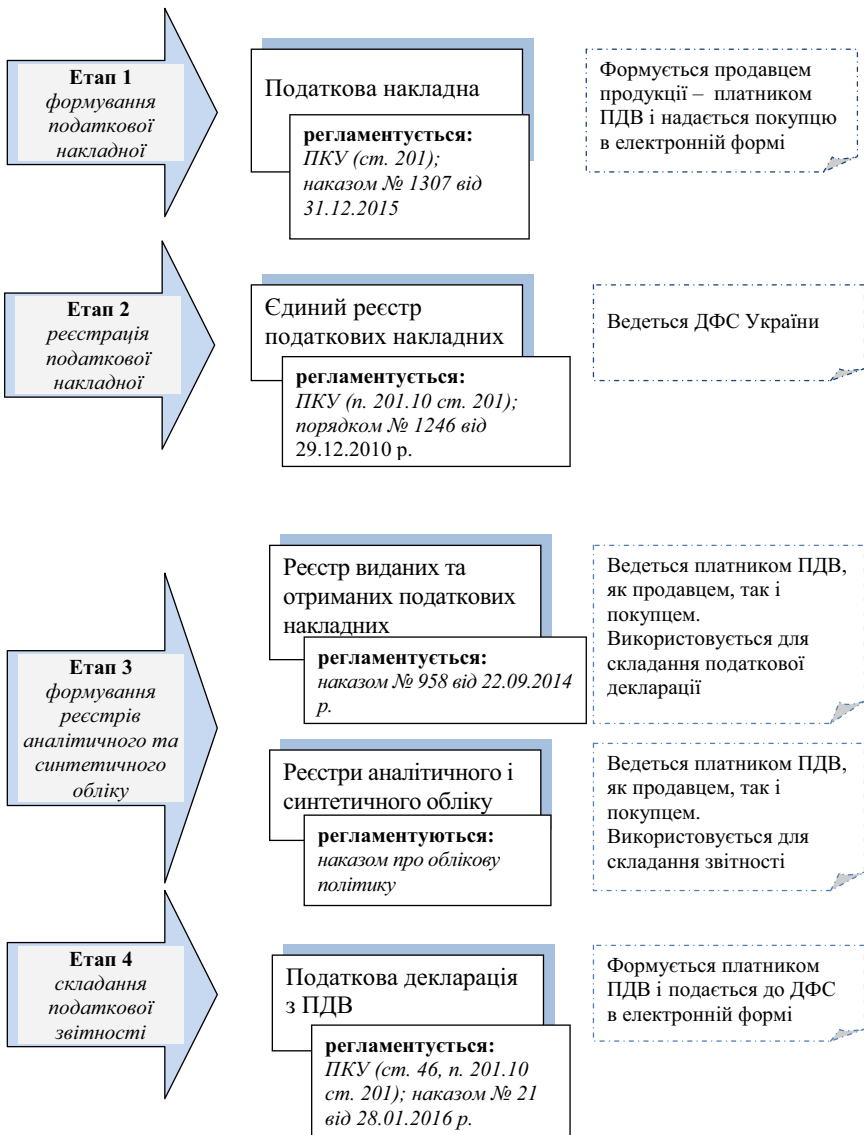 Етап 1
формування
податкової
накладної
Податкова накладна
регламентується:
ПКУ (ст. 201);
наказом № 1307 від
31.12.2015
Формується продавцем
продукції – платником
ПДВ і надається покупцю
в електронній формі
Етап 2
реєстрація
податкової
накладної
Єдиний реєстр
податкових накладних
регламентується:
ПКУ (п. 201.10 ст. 201);
порядком № 1246 від
29.12.2010 р.
Ведеться ДФС України
Етап 3
формування
реєстрів
аналітичного та
синтетичного
обліку
Реєстр виданих та
отриманих податкових
накладних
регламентується:
наказом № 958 від 22.09.2014
р.
Ведеться платником ПДВ,
як продавцем, так і
покупцем.
Використовується для
складання податкової
декларації
Реєстри аналітичного і
синтетичного обліку
регламентуються:
наказом про облікову
політику
Ведеться платником ПДВ,
як продавцем, так і
покупцем.
Використовується для
складання звітності
Етап 4
складання
податкової
звітності
Податкова декларація
з ПДВ
регламентується:
ПКУ (ст. 46, п. 201.10
ст. 201); наказом № 21
від 28.01.2016 р.
Формується платником
ПДВ і подається до ДФС
в електронній формі